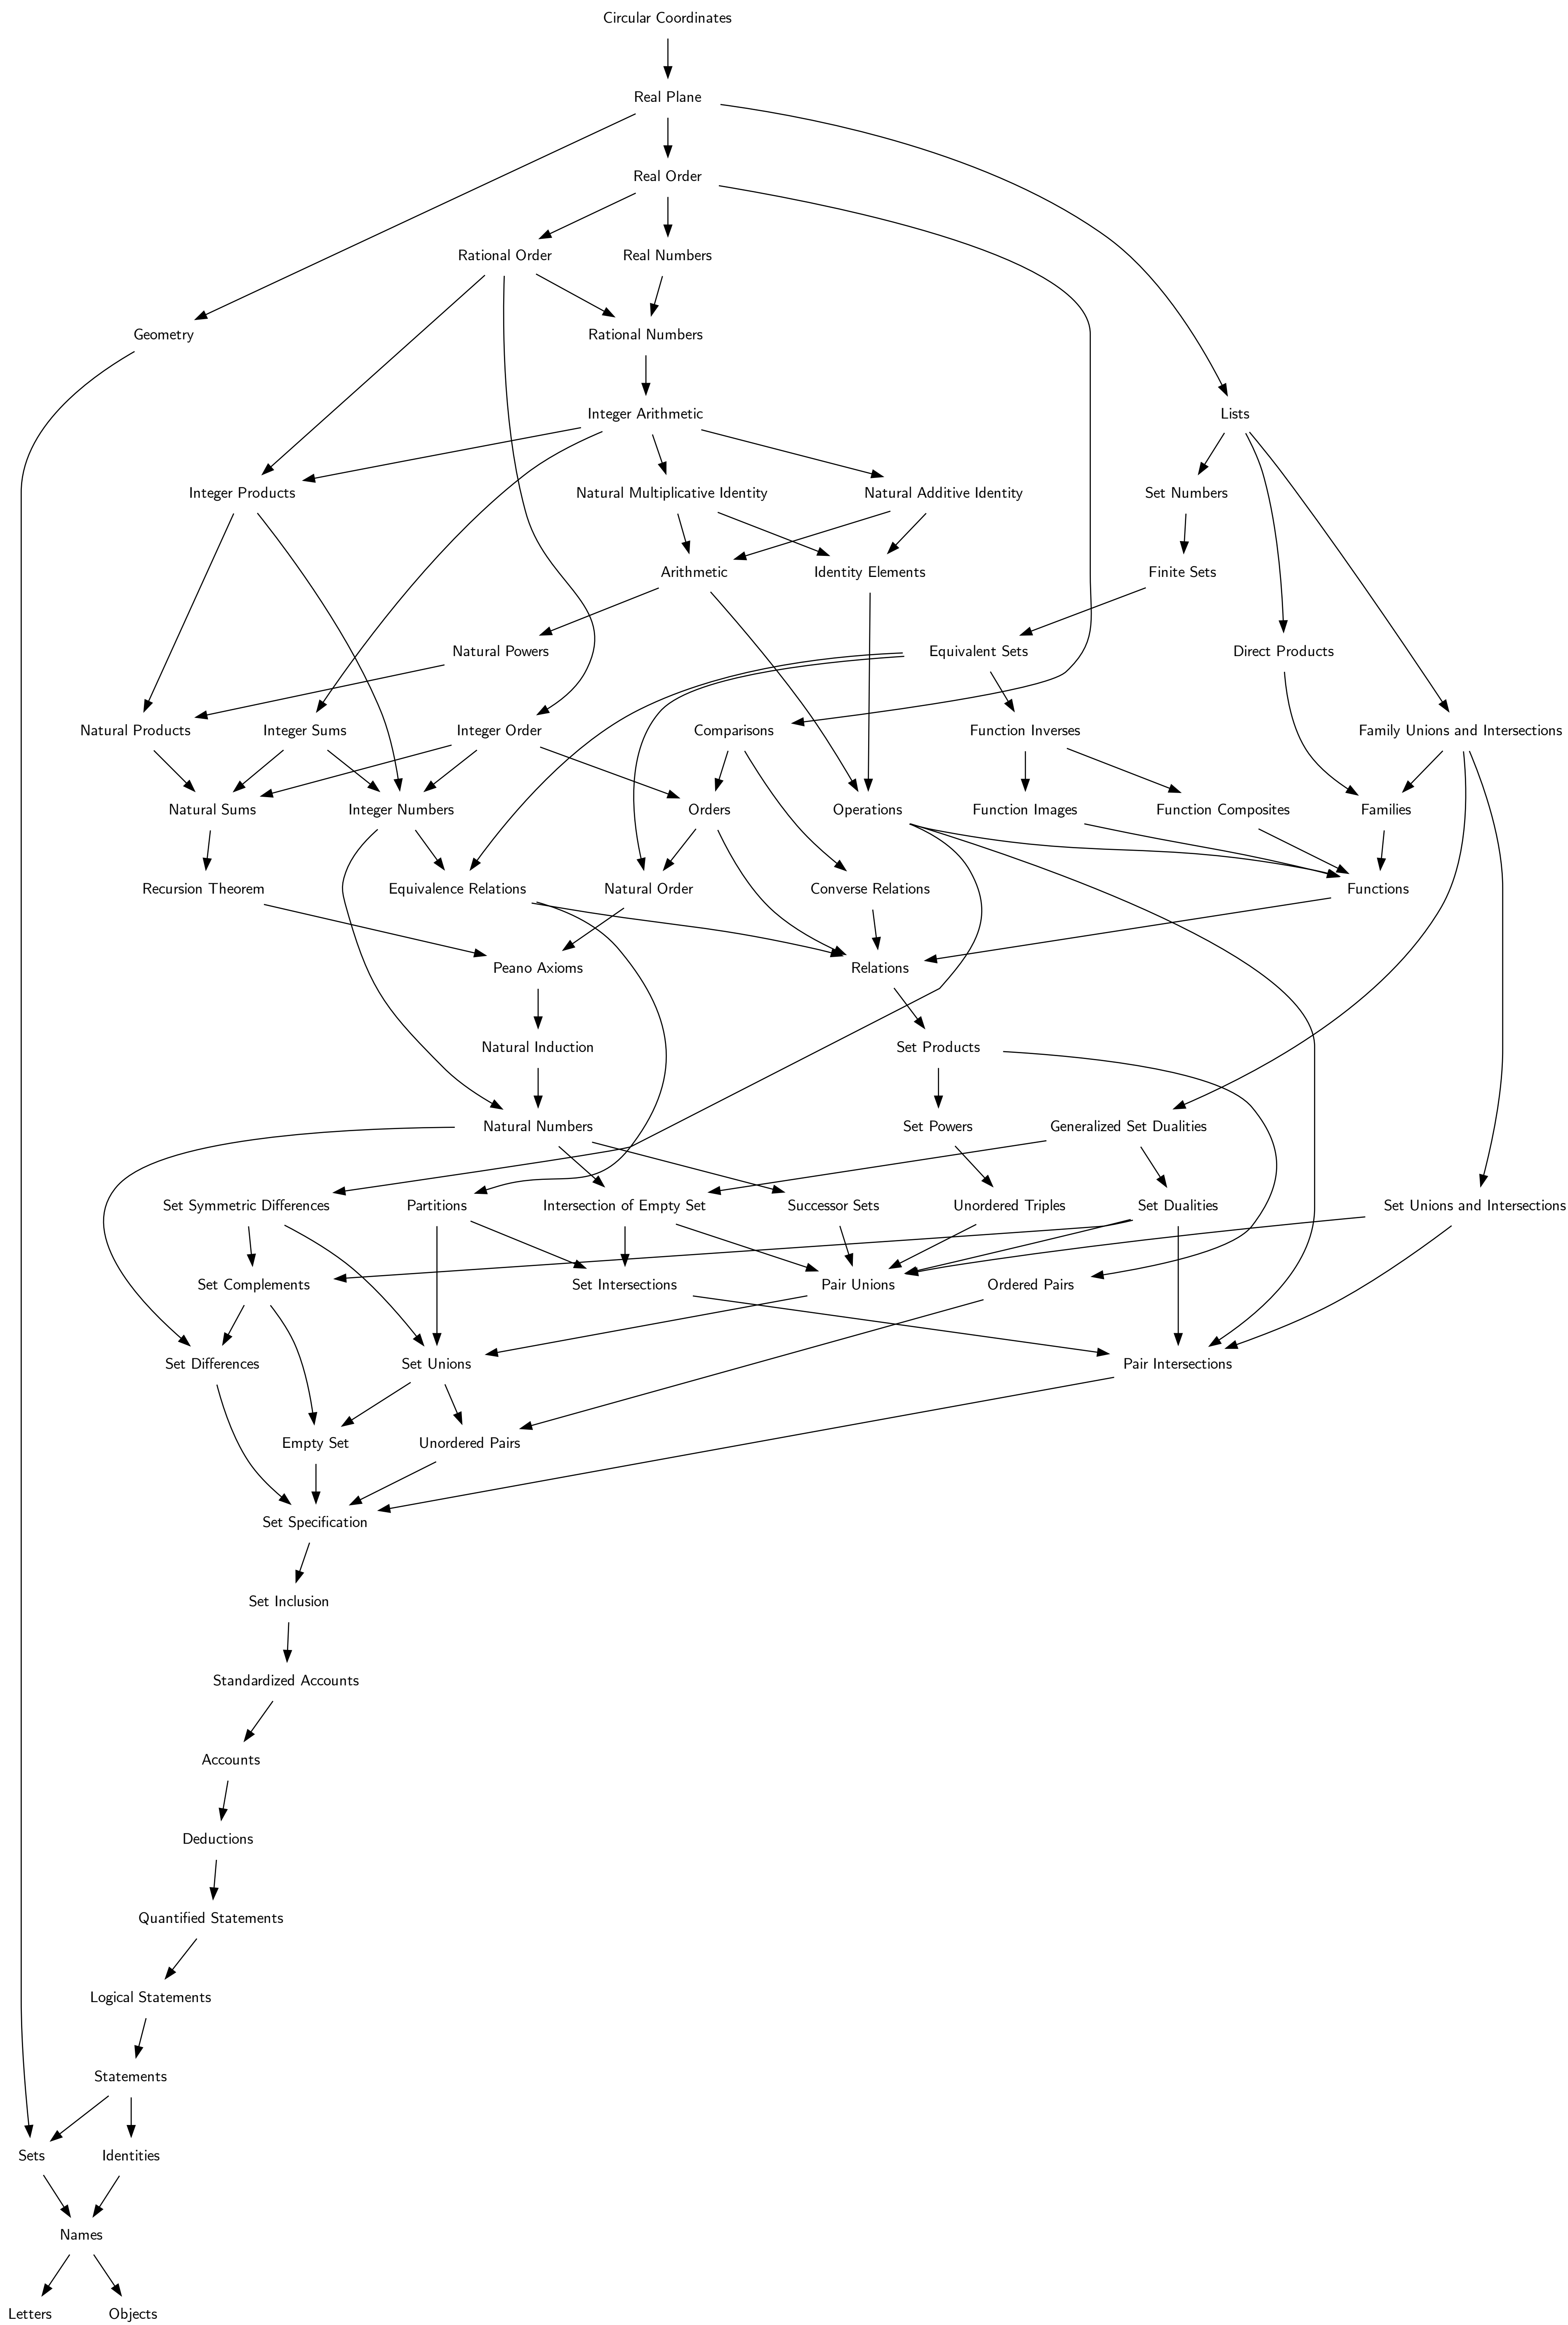 Circular Coordinates
Real Plane
Real Order
Rational Order
Real Numbers
Geometry
Rational Numbers
Integer Arithmetic
Lists
Integer Products
Natural Multiplicative Identity
Natural Additive Identity
Set Numbers
Arithmetic
Identity Elements
Finite Sets
Natural Powers
Equivalent Sets
Direct Products
Natural Products
Integer Sums
Integer Order
Comparisons
Function Inverses
Family Unions and Intersections
Natural Sums
Integer Numbers
Orders
Operations
Function Images
Function Composites
Families
Recursion Theorem
Equivalence Relations
Natural Order
Converse Relations
Functions
Peano Axioms
Relations
Natural Induction
Set Products
Natural Numbers
Set Powers
Generalized Set Dualities
Set Symmetric Differences
Partitions
Intersection of Empty Set
Successor Sets
Unordered Triples
Set Dualities
Set Unions and Intersections
Set Complements
Set Intersections
Pair Unions
Ordered Pairs
Set Differences
Set Unions
Pair Intersections
Empty Set
Unordered Pairs
Set Specification
Set Inclusion
Standardized Accounts
Accounts
Deductions
Quantified Statements
Logical Statements
Statements
Sets
Identities
Names
Letters
Objects